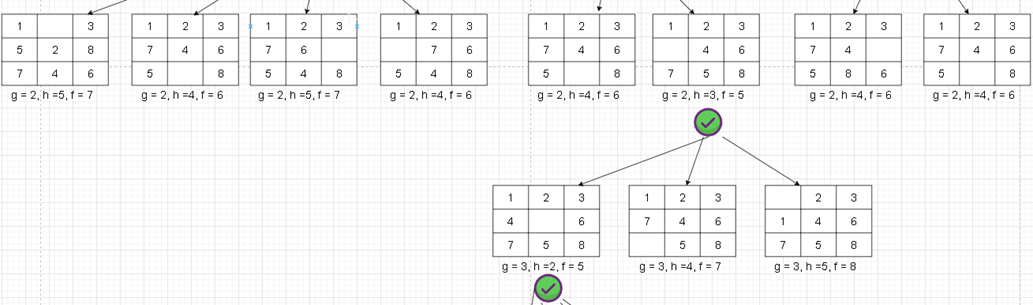 1 3 1 2 3 1 2 3 1 2 3 1 2 3 1 2 3 1 2 3 1 2 3
5 2 8 7 4 6 7 6 7 6 7 4 6 4 6 7 4 7 4 6
7 4 6 5 8 5 4 8 5 4 8 5 8 7 5 8 5 8 6 5 8
g = 2, h =5, f = 7 g = 2, h =4, f = 6 g = 2, h =5, f = 7 g = 2, h =4, f = 6 g = 2, h =4, f = 6 g = 2, h =3, f = 5 g = 2, h =4, f = 6 g = 2, h =4, f = 6
1 2 3 1 2 3 2 3
4 6 7 4 6 1 4 6
7 5 8 5 8 7 5 8
g = 3, h =2, f = 5 g = 3, h =4, f = 7 g = 3, h =5, f = 8